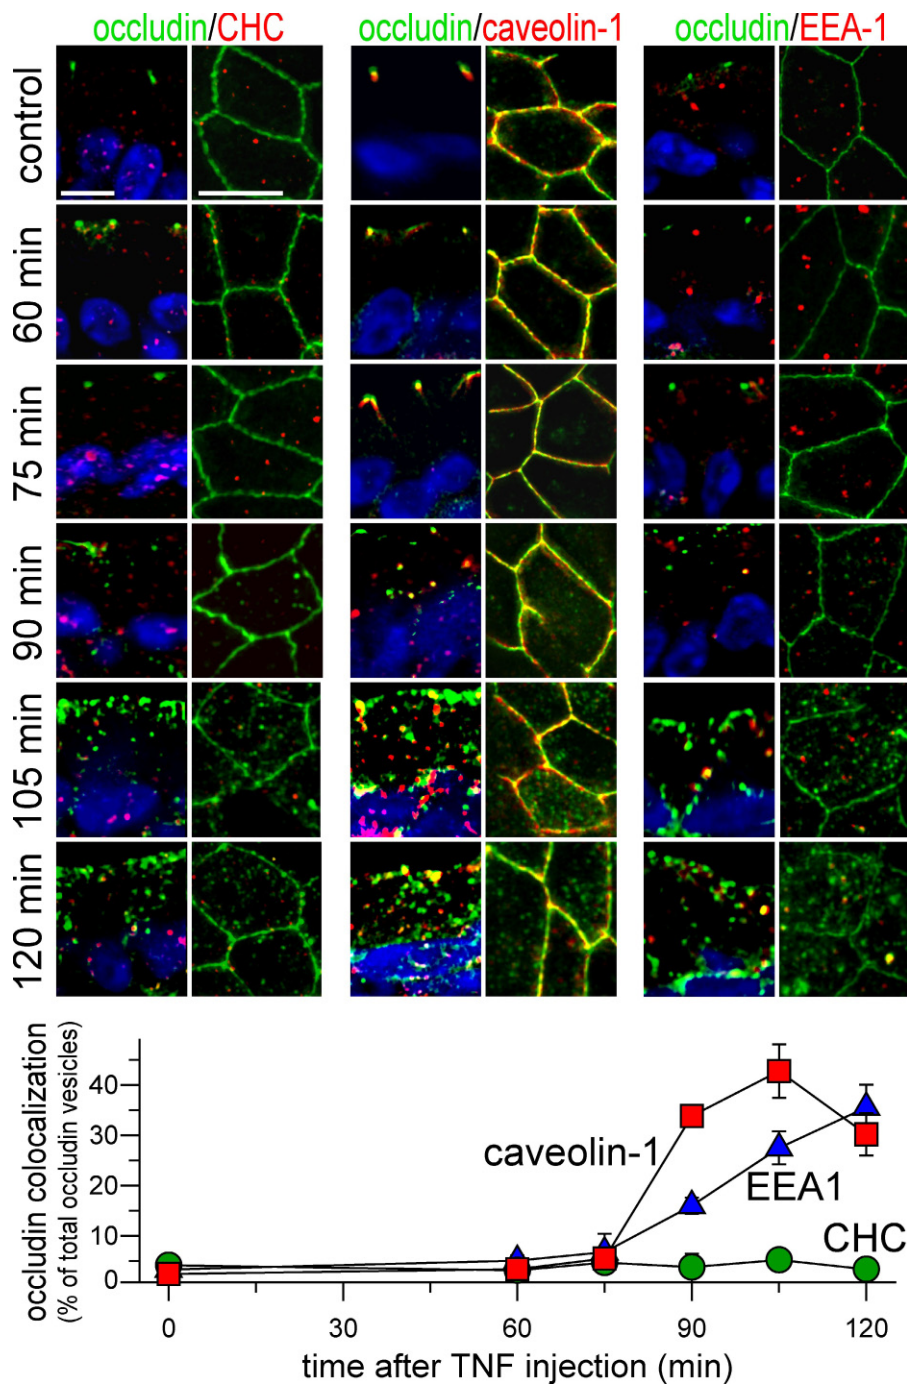 occludin/CHC
occludin/caveolin-1
occludin/EEA-1
control
60 min
75 min
90 min
105 min
120 min
occludin colocalization
(% of total occludin vesicles)
40
30
20
10
0
caveolin-1
EEA1
CHC
0
30
60
90
120
time after TNF injection (min)